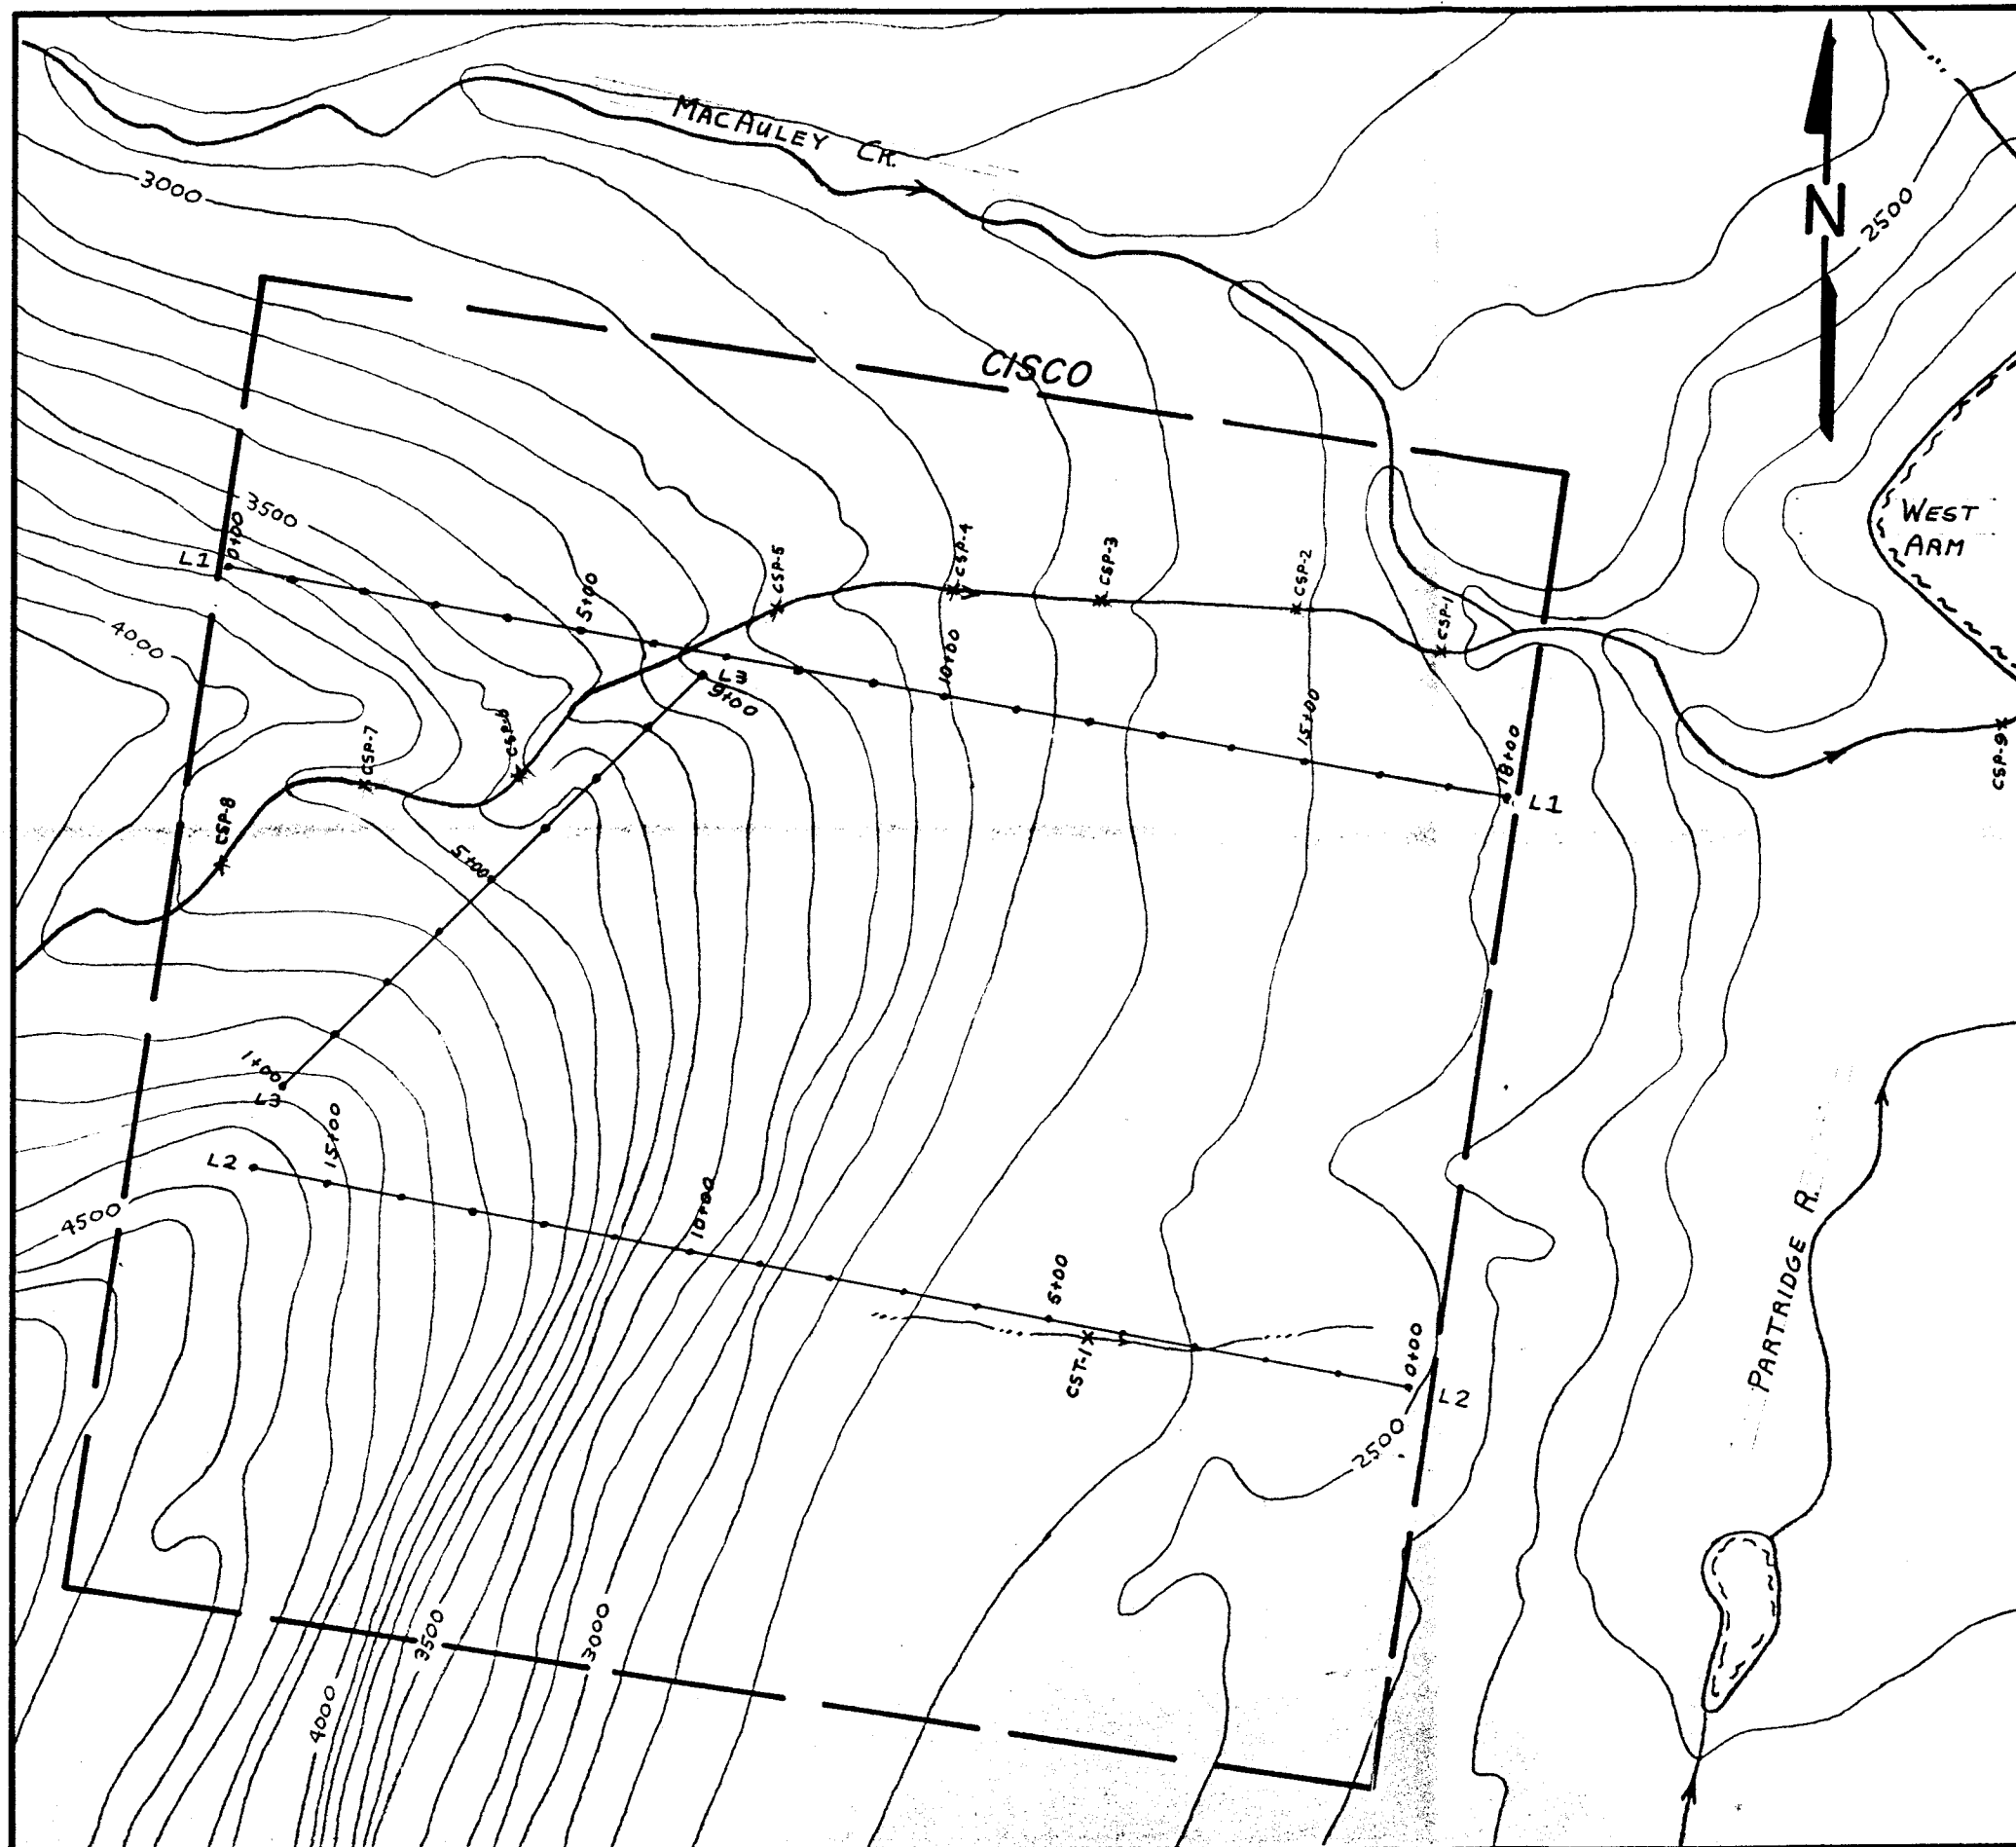 MACAULEY CK.
3000
N
2500
CISCO
WEST
ARM
3500
L1
0+00
5+00
CSP-5
CSP-4
CSP-3
CSP-2
CSP-1
4000
L3
9+00
10+00
15+00
18+00
L1
CSP-9
CSP-6
CSP-7
CSP-8
5+00
1+00
L3
15+00
L2
4500
10+00
5+00
CST-1
0+00
L2
2500
PARTRIDGE R.
3500
3000
4000